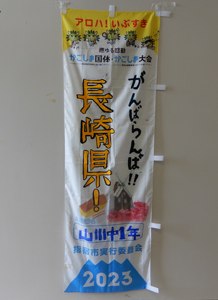 アロハ！いぶすき
燃ゆる感動
かごしま国体・かごしま大会
がんばらんば!!
長崎県！
山川中1年
指宿市実行委員会
2023